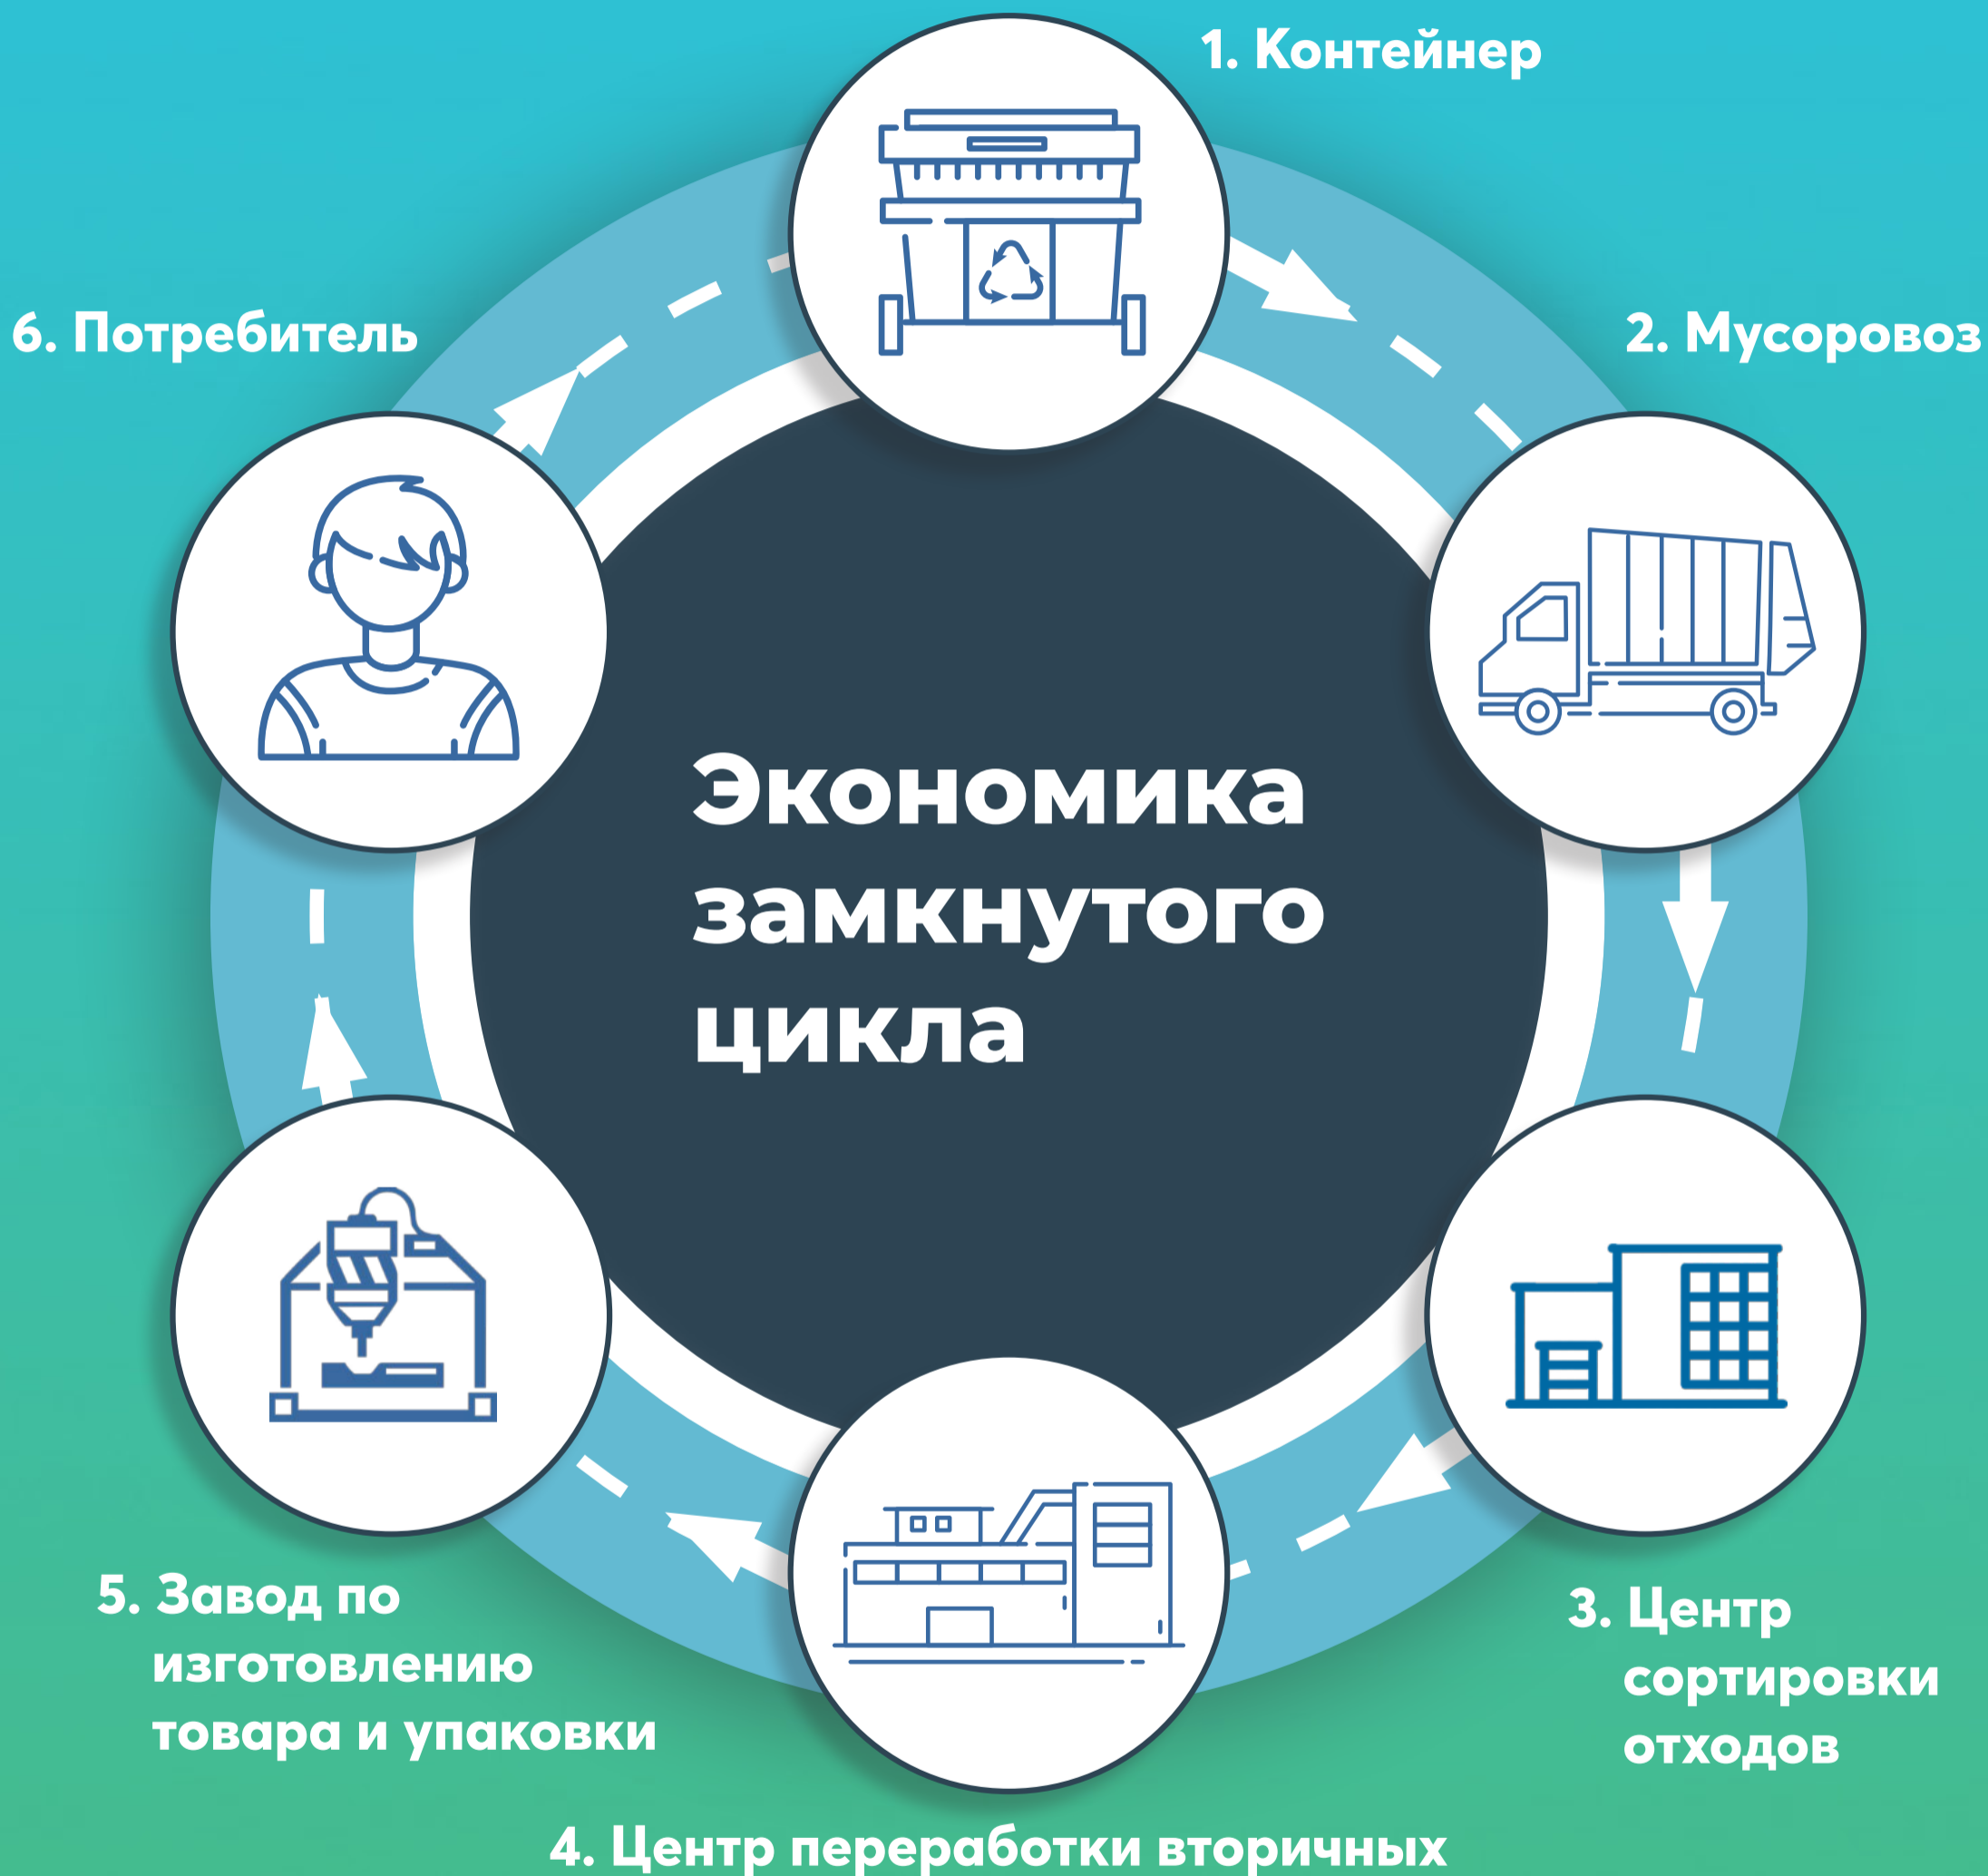 1. Контейнер
2. Мусоровоз
6. Потребитель
Экономика
замкнутого
цикла
3. Центр
сортировки
отходов
5. Завод по
изготовлению
товара и упаковки
4. Центр переработки вторичных